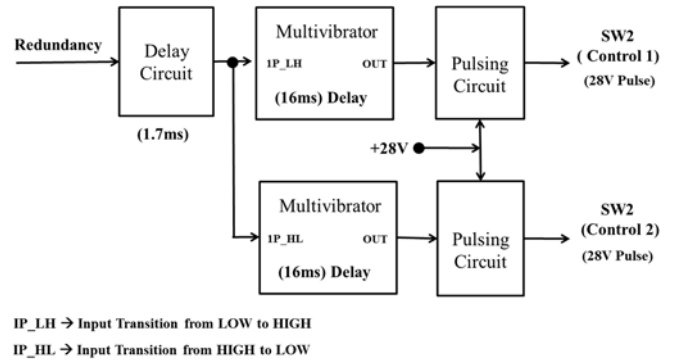 Redundancy
Delay
Circuit
(1.7ms)
Multivibrator
1P_LH OUT
(16ms) Delay
Pulsing
Circuit
SW2
( Control 1)
(28V Pulse)
+28V
Multivibrator
1P_HL OUT
(16ms) Delay
Pulsing
Circuit
SW2
(Control 2)
(28V Pulse)
IP_LH → Input Transition from LOW to HIGH
IP_HL → Input Transition from HIGH to LOW